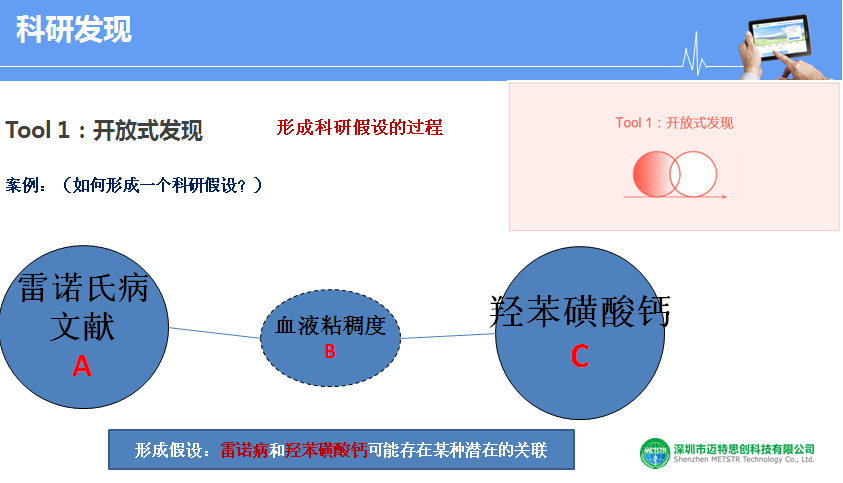 科研发现
Tool 1：开放式发现
形成科研假设的过程
Tool 1：开放式发现
案例：（如何形成一个科研假设？）
雷诺氏病
文献
A
血液粘稠度
B
羟苯磺酸钙
C
形成假设：雷诺病和羟苯磺酸钙可能存在某种潜在的关联
METSTR
深圳市迈特思创科技有限公司
Shenzhen METSTR Technology Co., Ltd.